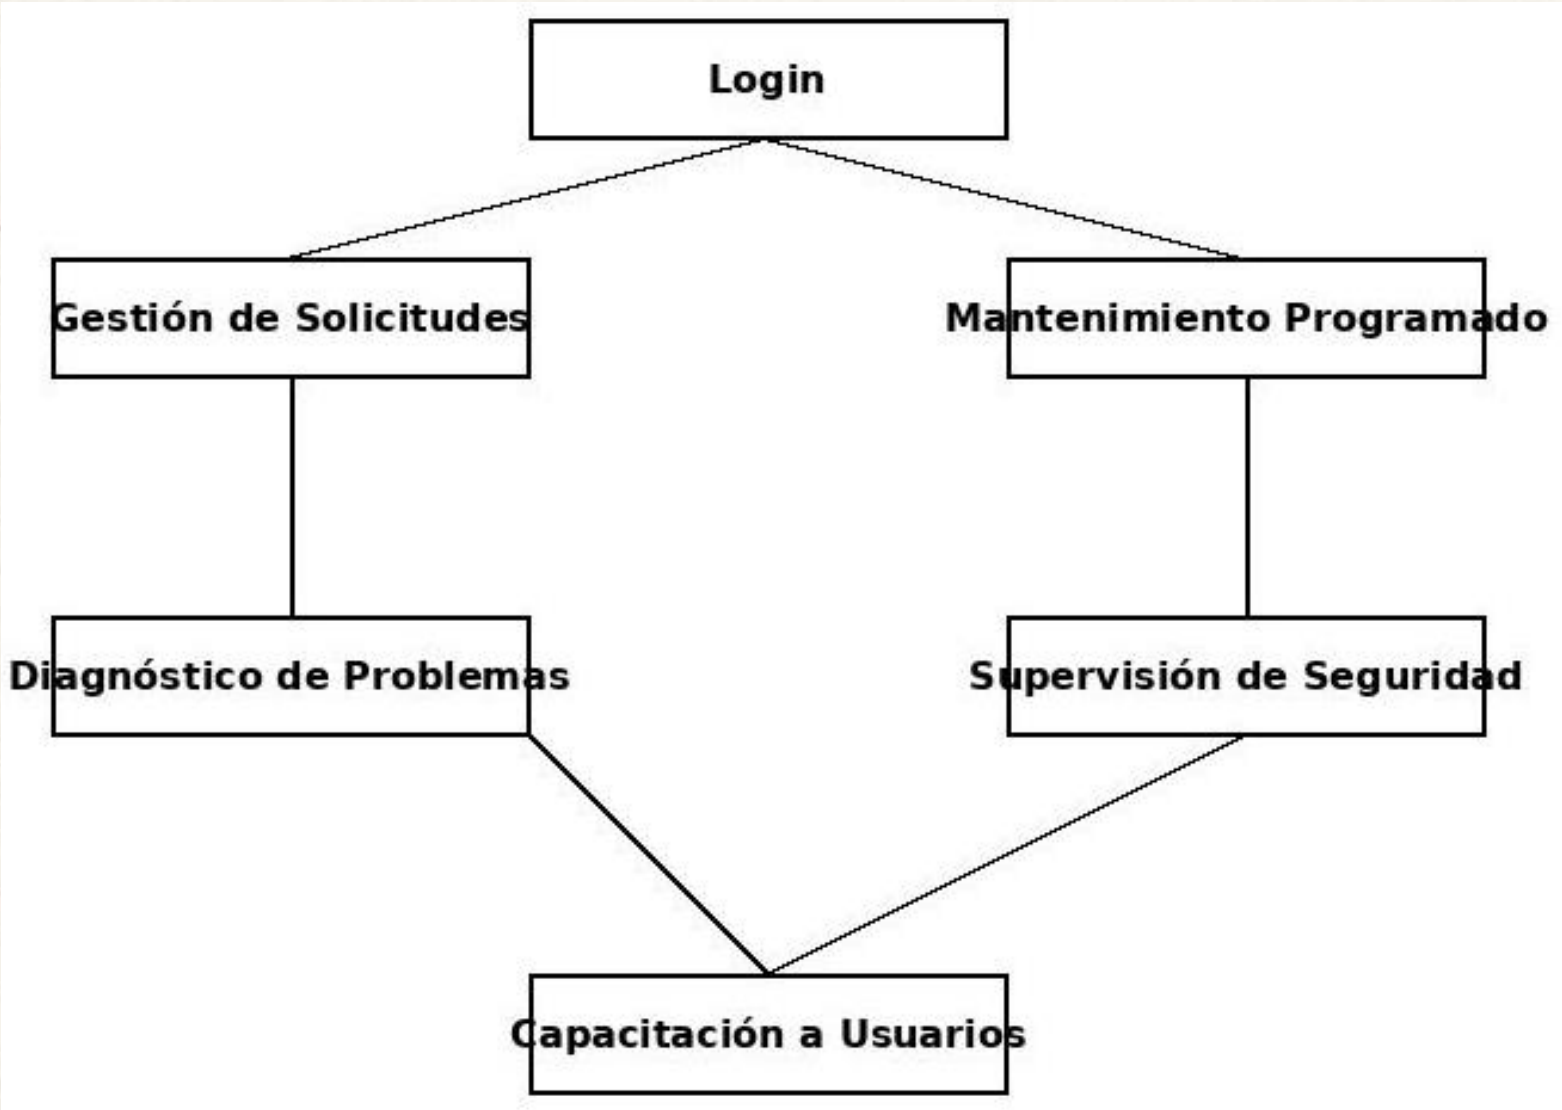 Login
Gestión de Solicitudes
Mantenimiento Programado
Diagnóstico de Problemas
Supervisión de Seguridad
Capacitación a Usuarios